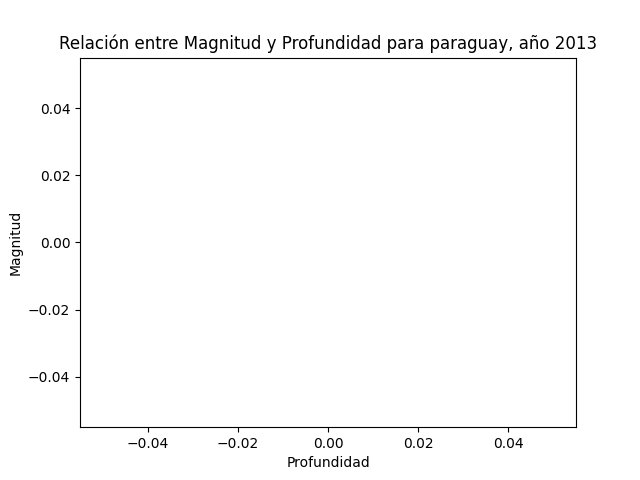 Relación entre Magnitud y Profundidad para paraguay, año 2013
0.04
0.02
Magnitud
0.00
−0.02
−0.04
−0.04 −0.02 0.00 0.02 0.04
Profundidad